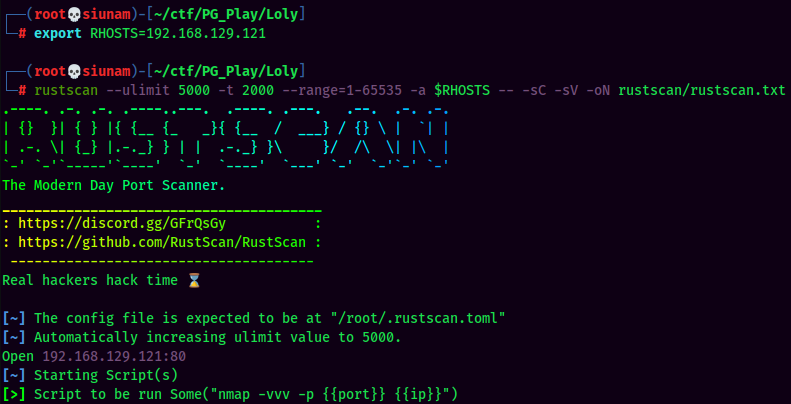 ┌──(root💀siunam)-[~/ctf/PG_Play/Loly]
└─# export RHOSTS=192.168.129.121
┌──(root💀siunam)-[~/ctf/PG_Play/Loly]
└─# rustscan --ulimit 5000 -t 2000 --range=1-65535 -a $RHOSTS -- -sC -sV -oN rustscan/rustscan.txt
.----. .-. .-. .----..---.  .----. .---.   .--.  .-. .-.
| {}  }| { } |{ {__ {_   _}{ {__  /  ___} / {} \ |  `| |
| .-. \| {_} |.-._} } | |  .-._} }\     }/  /\  \| |\  |
`-' `-'`-----'`----'  `-'  `----'  `---' `-'  `-'`-' `-'
The Modern Day Port Scanner.
________________________________________
: https://discord.gg/GFrQsGy           :
: https://github.com/RustScan/RustScan :
 --------------------------------------
Real hackers hack time ⌛
[~] The config file is expected to be at "/root/.rustscan.toml"
[~] Automatically increasing ulimit value to 5000.
Open 192.168.129.121:80
[~] Starting Script(s)
[>] Script to be run Some("nmap -vvv -p {{port}} {{ip}}")